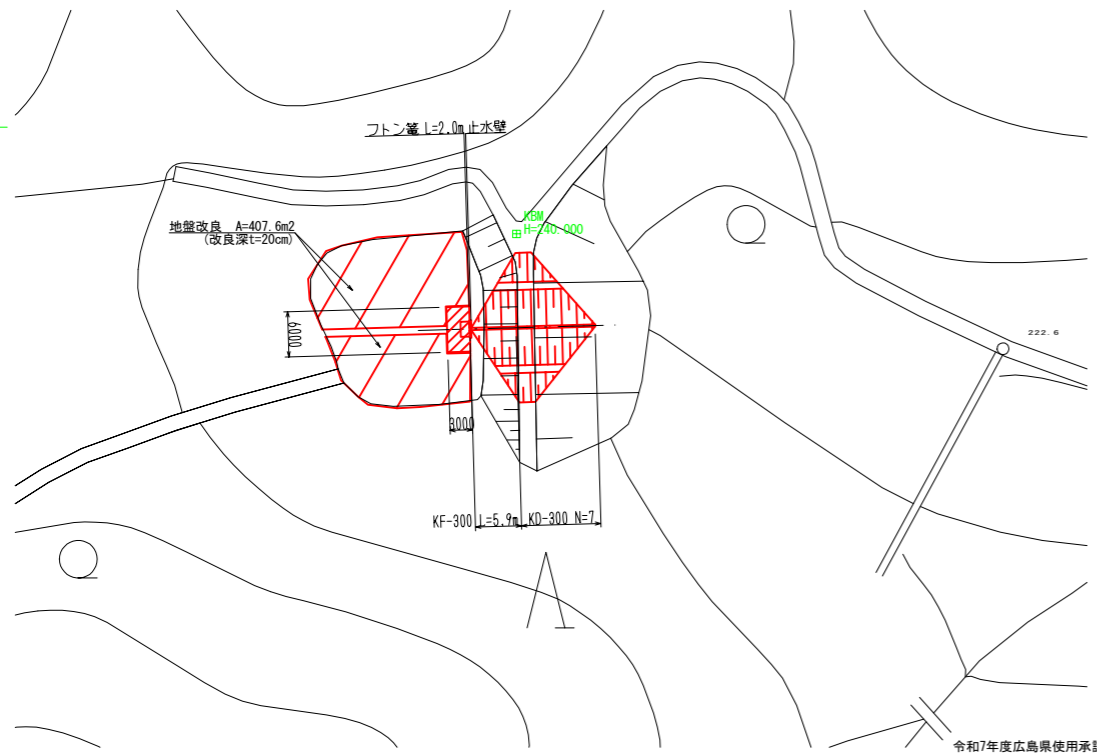 フトン篭 L=2.0m 止水壁
地盤改良 A=407.6m2
(改良深t=20cm)
KBM
H=240.000
6000
222.6
3000
KF-300 L=5.9m
KD-300 N=7
令和7年度広島県使用承認